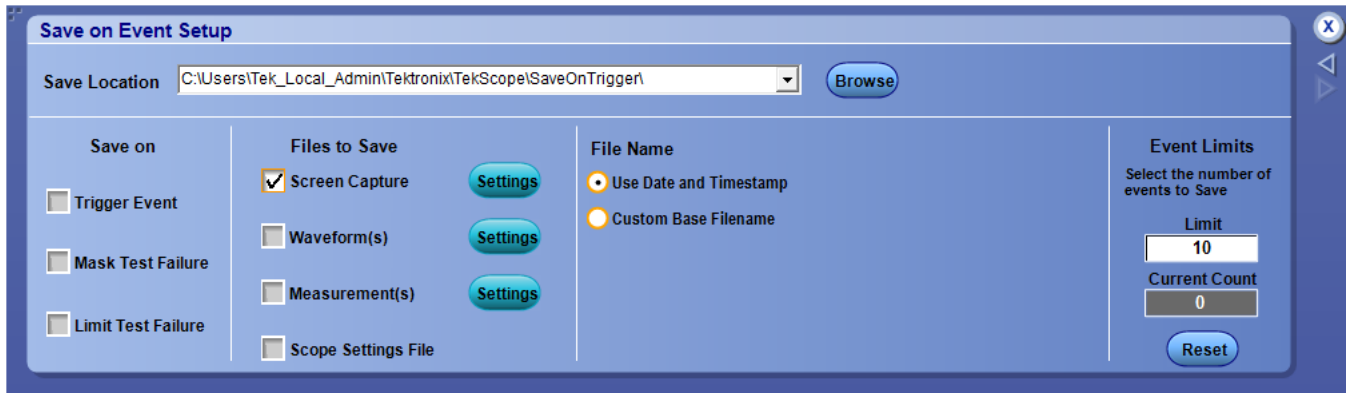 Save on Event Setup
X
Save Location C:\Users\Tek_Local_Admin\Tektronix\TekScope\SaveOnTrigger\ Browse
Save on
Trigger Event
Mask Test Failure
Limit Test Failure
Files to Save
Screen Capture Settings
Waveform(s) Settings
Measurement(s) Settings
Scope Settings File
File Name
Use Date and Timestamp
Custom Base Filename
Event Limits
Select the number of
events to Save
Limit
10
Current Count
0
Reset